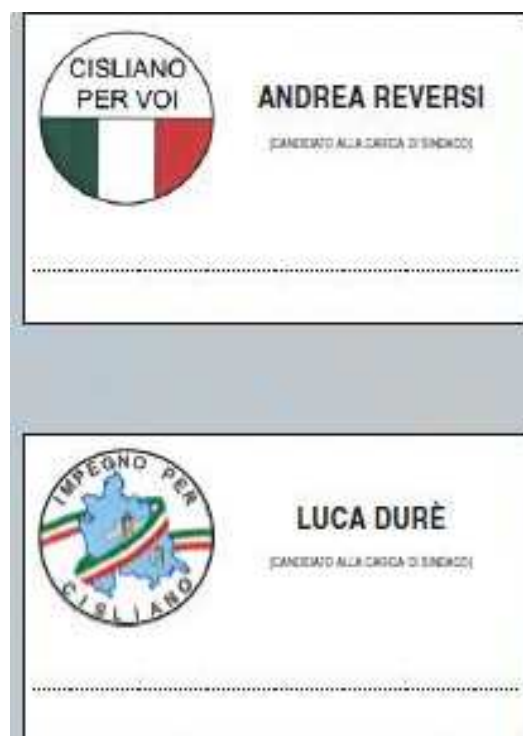 CISLIANO
PER VOI
ANDREA REVERSI
(CANDIDATO ALLA CARICA DI SINDACO)
IMPEGNO PER
CISLIANO
LUCA DURÈ
(CANDIDATO ALLA CARICA DI SINDACO)